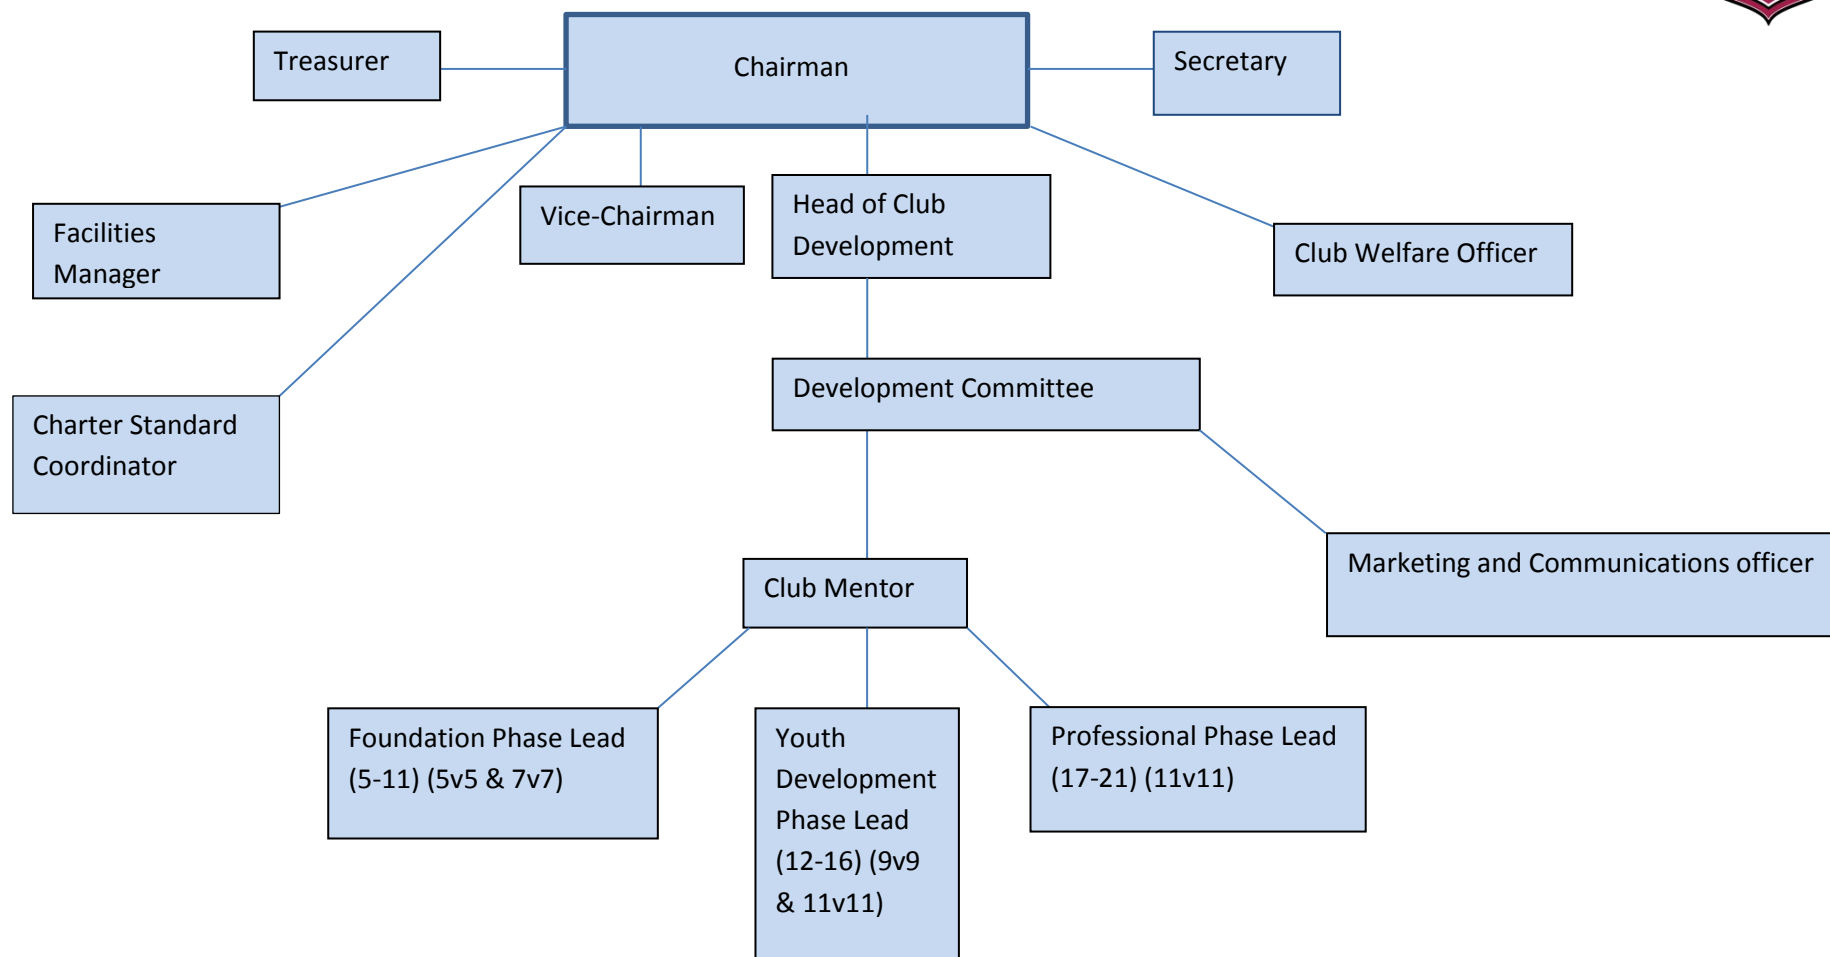 Treasurer
Chairman
Secretary
Facilities
Manager
Vice-Chairman
Head of Club
Development
Club Welfare Officer
Charter Standard
Coordinator
Development Committee
Marketing and Communications officer
Club Mentor
Foundation Phase Lead
(5-11) (5v5 & 7v7)
Youth
Development
Phase Lead
(12-16) (9v9
& 11v11)
Professional Phase Lead
(17-21) (11v11)